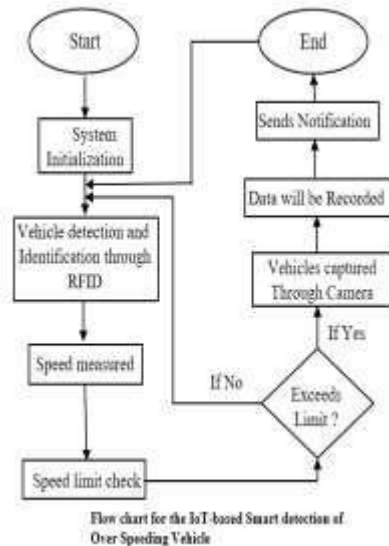 Start
System
Initialization
Vehicle detection and
Identification through
RFID
Speed measured
Speed limit check
Exceeds
Limit ?
If No
If Yes
Vehicles captured
Through Camera
Data will be Recorded
Sends Notification
End
Flow chart for the IoT-based Smart detection of
Over Speeding Vehicle